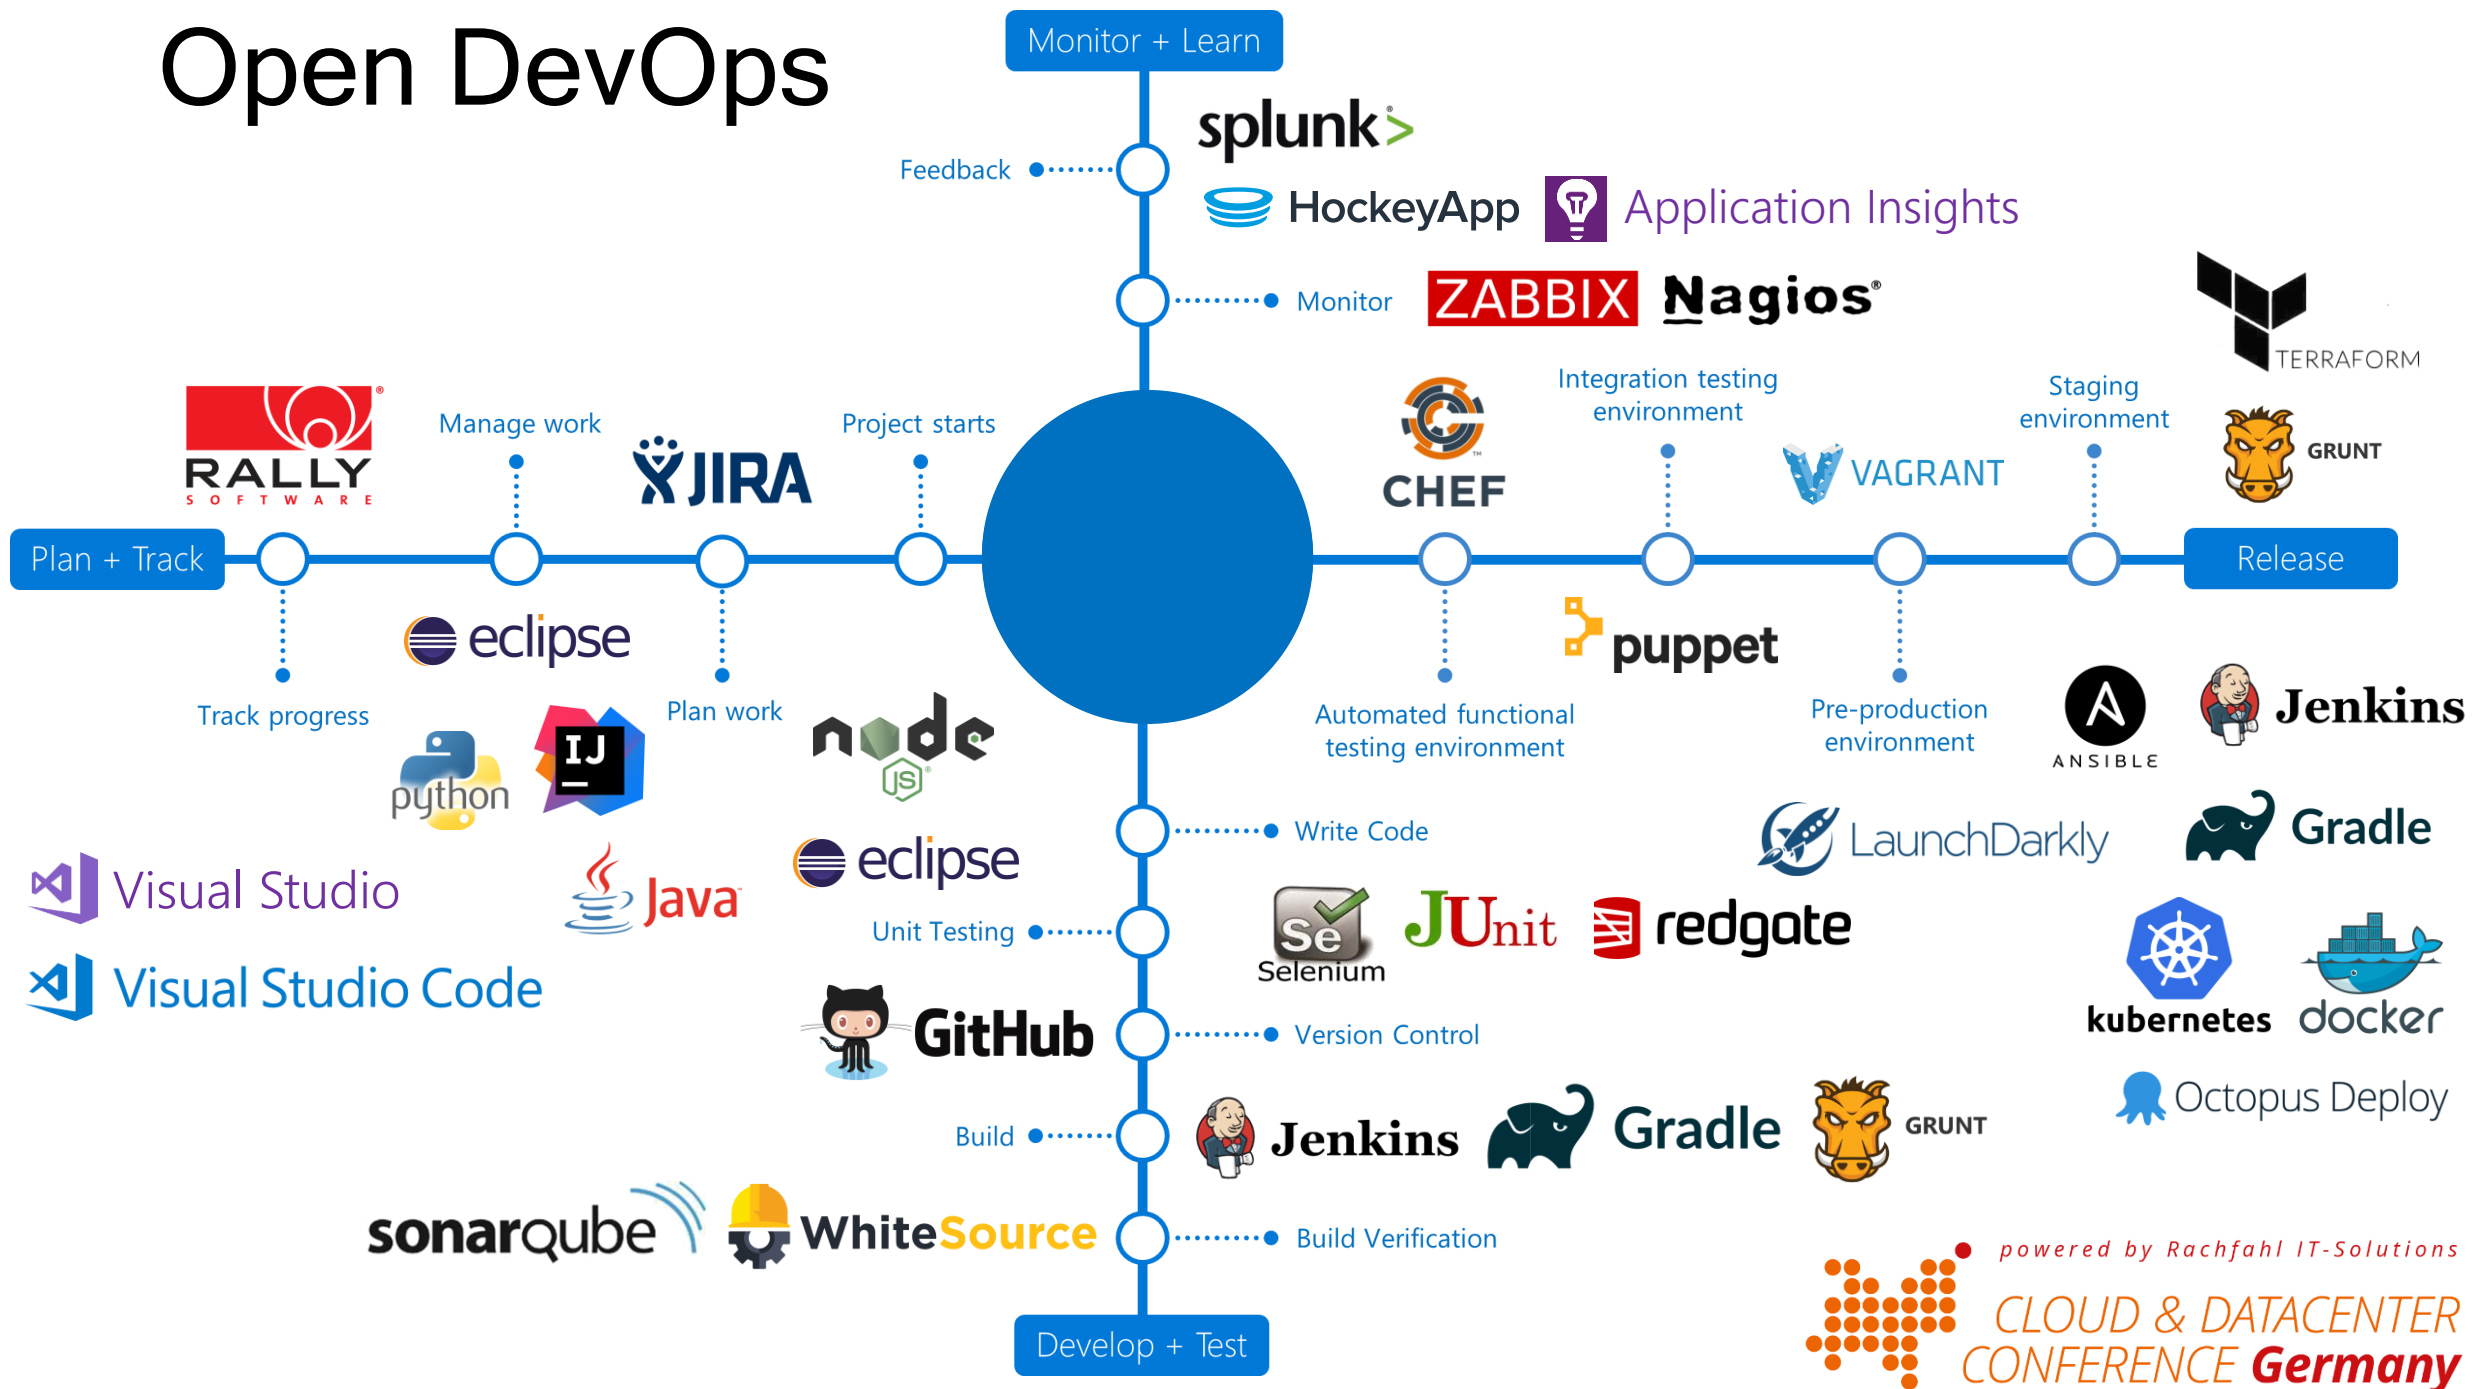 Open DevOps
Monitor + Learn
splunk>
Feedback
HockeyApp
Application Insights
Monitor
ZABBIX
Nagios®
TERRAFORM
RALLY®
SOFTWARE
Manage work
JIRA
Project starts
CHEF™
Integration testing
environment
VAGRANT
Staging
environment
GRUNT
Plan + Track
Release
eclipse
puppet
Track progress
Plan work
python
IJ
node
JS®
Automated functional
testing environment
Pre-production
environment
A
ANSIBLE
Jenkins
Write Code
LaunchDarkly
Gradle
Visual Studio
Java™
eclipse
Unit Testing
Se
Selenium
JUnit
redgate
Visual Studio Code
GitHub
Version Control
kubernetes
docker
Build
Jenkins
Gradle
GRUNT
Octopus Deploy
sonarqube
WhiteSource
Build Verification
powered by Rachfahl IT-Solutions
CLOUD & DATACENTER
CONFERENCE Germany
Develop + Test